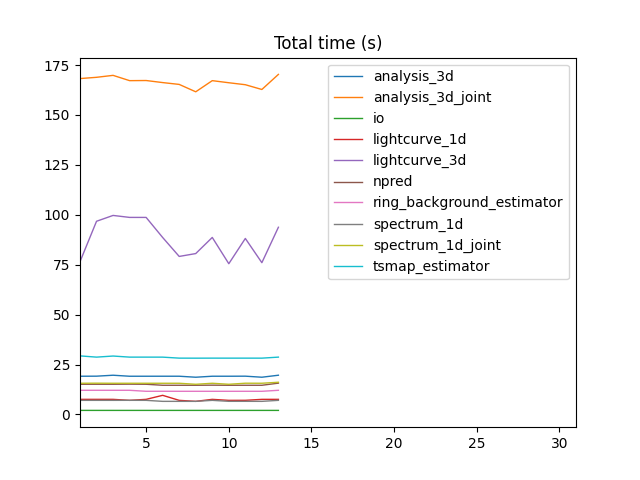 Total time (s)
175
150
125
100
75
50
25
0
analysis_3d
analysis_3d_joint
io
lightcurve_1d
lightcurve_3d
npred
ring_background_estimator
spectrum_1d
spectrum_1d_joint
tsmap_estimator
5 10 15 20 25 30